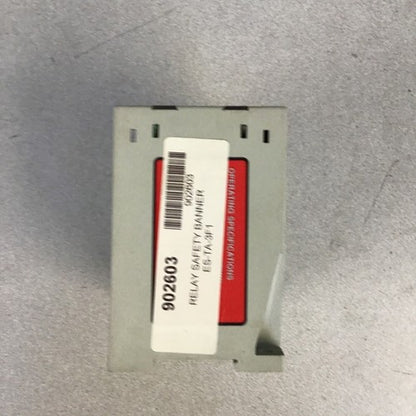 902603
902603
RELAY SAFETY BANNER
ES-TA-3F1
OPERATING SPECIFICATIONS